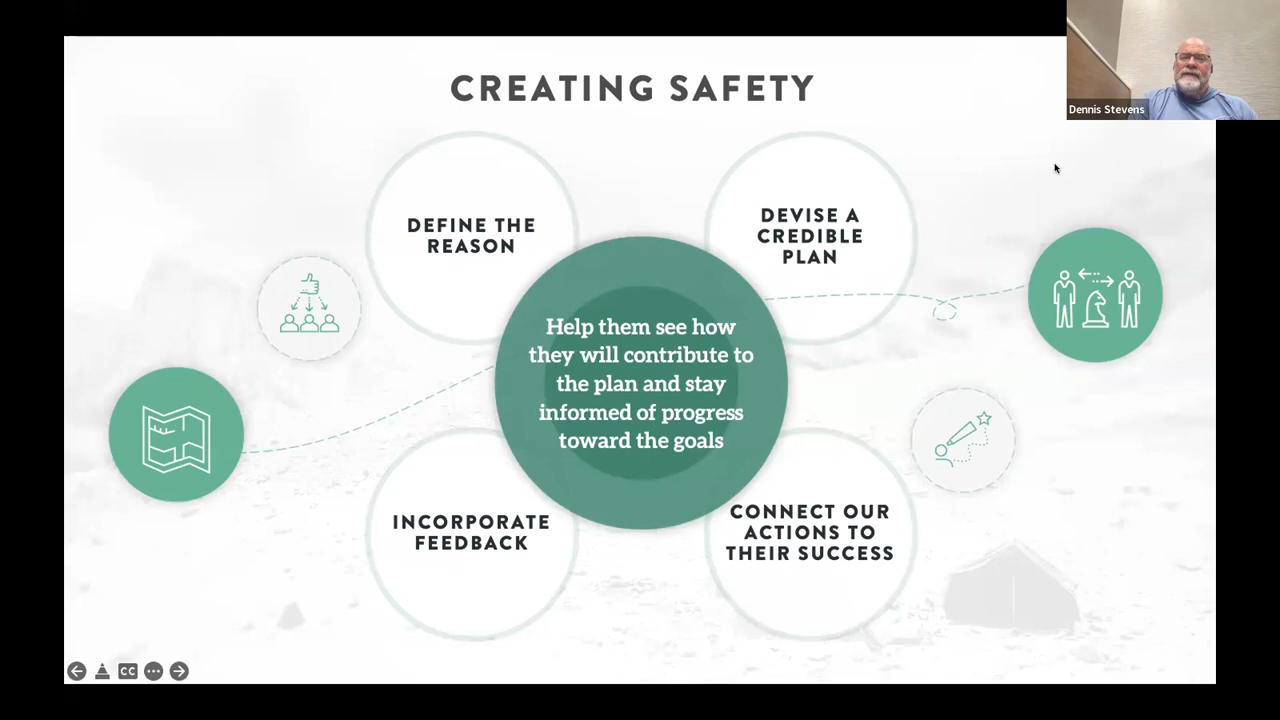 CREATING SAFETY
Dennis Stevens
DEFINE THE
REASON
DEVISE A
CREDIBLE
PLAN
Help them see how
they will contribute to
the plan and stay
informed of progress
toward the goals
INCORPORATE
FEEDBACK
CONNECT OUR
ACTIONS TO
THEIR SUCCESS
CC